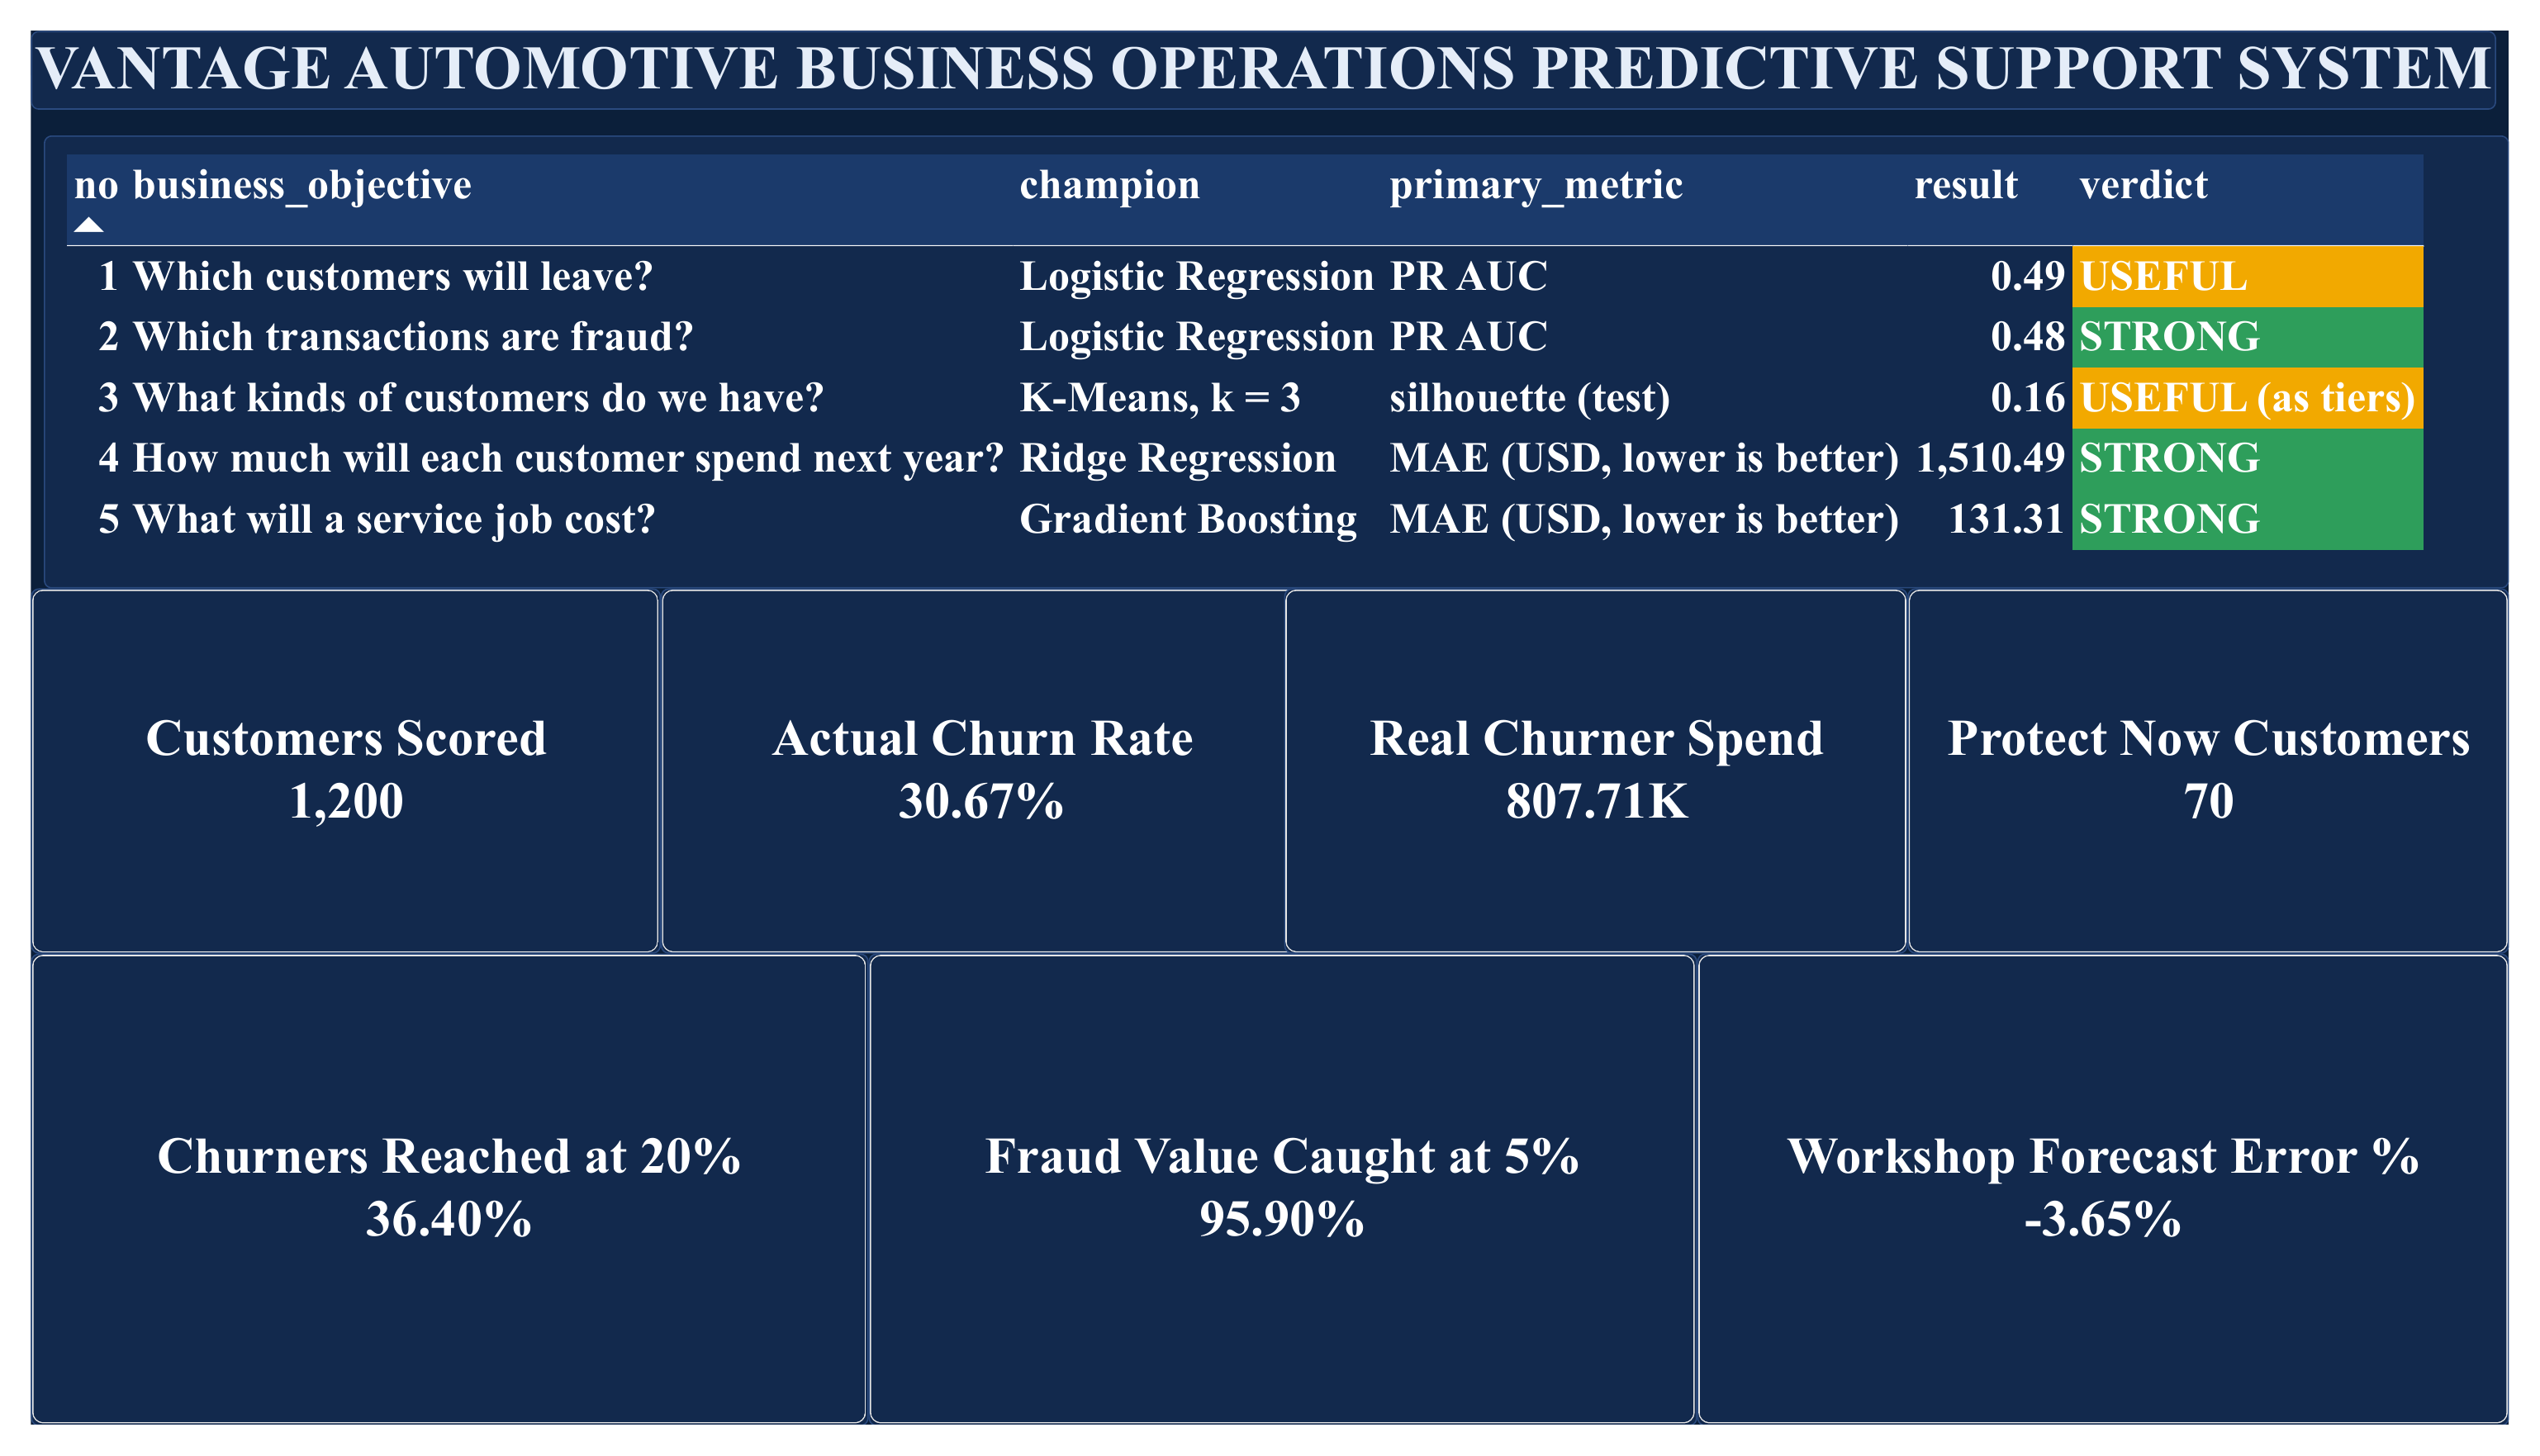 VANTAGE AUTOMOTIVE BUSINESS OPERATIONS PREDICTIVE SUPPORT SYSTEM
no business_objective champion primary_metric result verdict
1 Which customers will leave? Logistic Regression PR AUC 0.49 USEFUL
2 Which transactions are fraud? Logistic Regression PR AUC 0.48 STRONG
3 What kinds of customers do we have? K-Means, k = 3 silhouette (test) 0.16 USEFUL (as tiers)
4 How much will each customer spend next year? Ridge Regression MAE (USD, lower is better) 1,510.49 STRONG
5 What will a service job cost? Gradient Boosting MAE (USD, lower is better) 131.31 STRONG
Customers Scored
1,200
Actual Churn Rate
30.67%
Real Churner Spend
807.71K
Protect Now Customers
70
Churners Reached at 20%
36.40%
Fraud Value Caught at 5%
95.90%
Workshop Forecast Error %
-3.65%